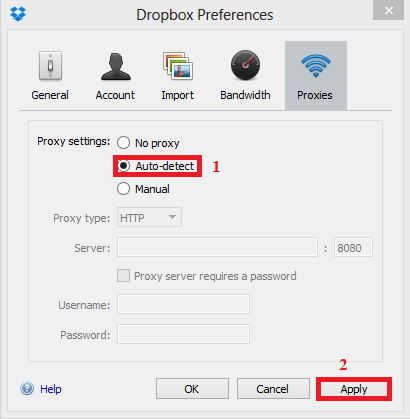 Dropbox Preferences
General Account Import Bandwidth Proxies
Proxy settings: No proxy
Auto-detect 1
Manual
Proxy type: HTTP
Server: : 8080
Proxy server requires a password
Username:
Password:
2
Help OK Cancel Apply